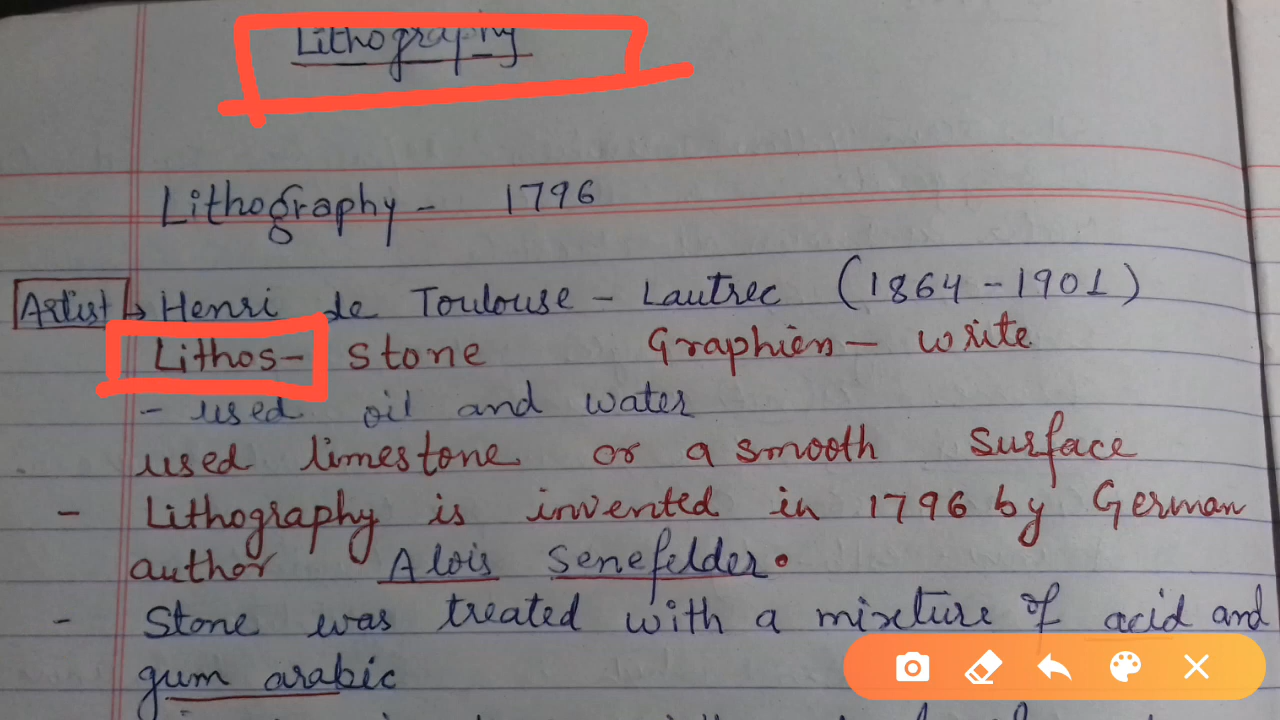 Lithography
Lithography - 1796
Artist → Henri de Toulouse - Lautrec (1864 - 1901)
Lithos - stone Graphien - write
- used oil and water
used limestone or a smooth surface
- Lithography is invented in 1796 by German
author Alois Senefelder.
- Stone was treated with a mixture of acid and
gum arabic